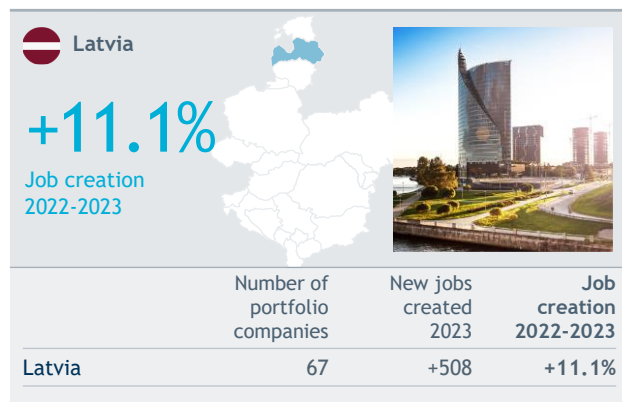 Latvia
+11.1%
Job creation
2022-2023
Number of
portfolio
companies
New jobs
created
2023
Job
creation
2022-2023
Latvia 67 +508 +11.1%